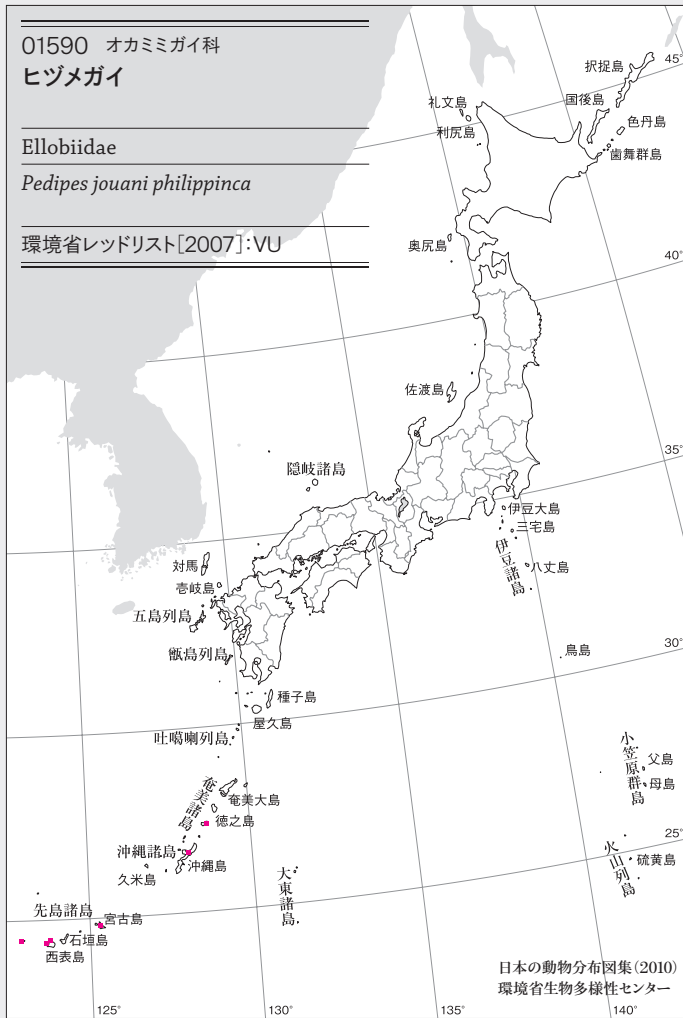 01590 オカミミガイ科
ヒヅメガイ
Ellobiidae
Pedipes jouani philippinca
環境省レッドリスト[2007]:VU
45°
択捉島
国後島
礼文島
色丹島
利尻島
歯舞群島
奥尻島
40°
佐渡島
35°
隠岐諸島
伊豆大島
三宅島
伊豆諸島
八丈島
対馬
壱岐島
五島列島
甑島列島
鳥島
30°
種子島
屋久島
吐噶喇列島
小笠原群島
父島
母島
奄美諸島
奄美大島
徳之島
25°
沖縄諸島
沖縄島
久米島
火山列島
硫黄島
大東諸島
先島諸島
宮古島
石垣島
西表島
日本の動物分布図集(2010)
環境省生物多様性センター
125°
130°
135°
140°